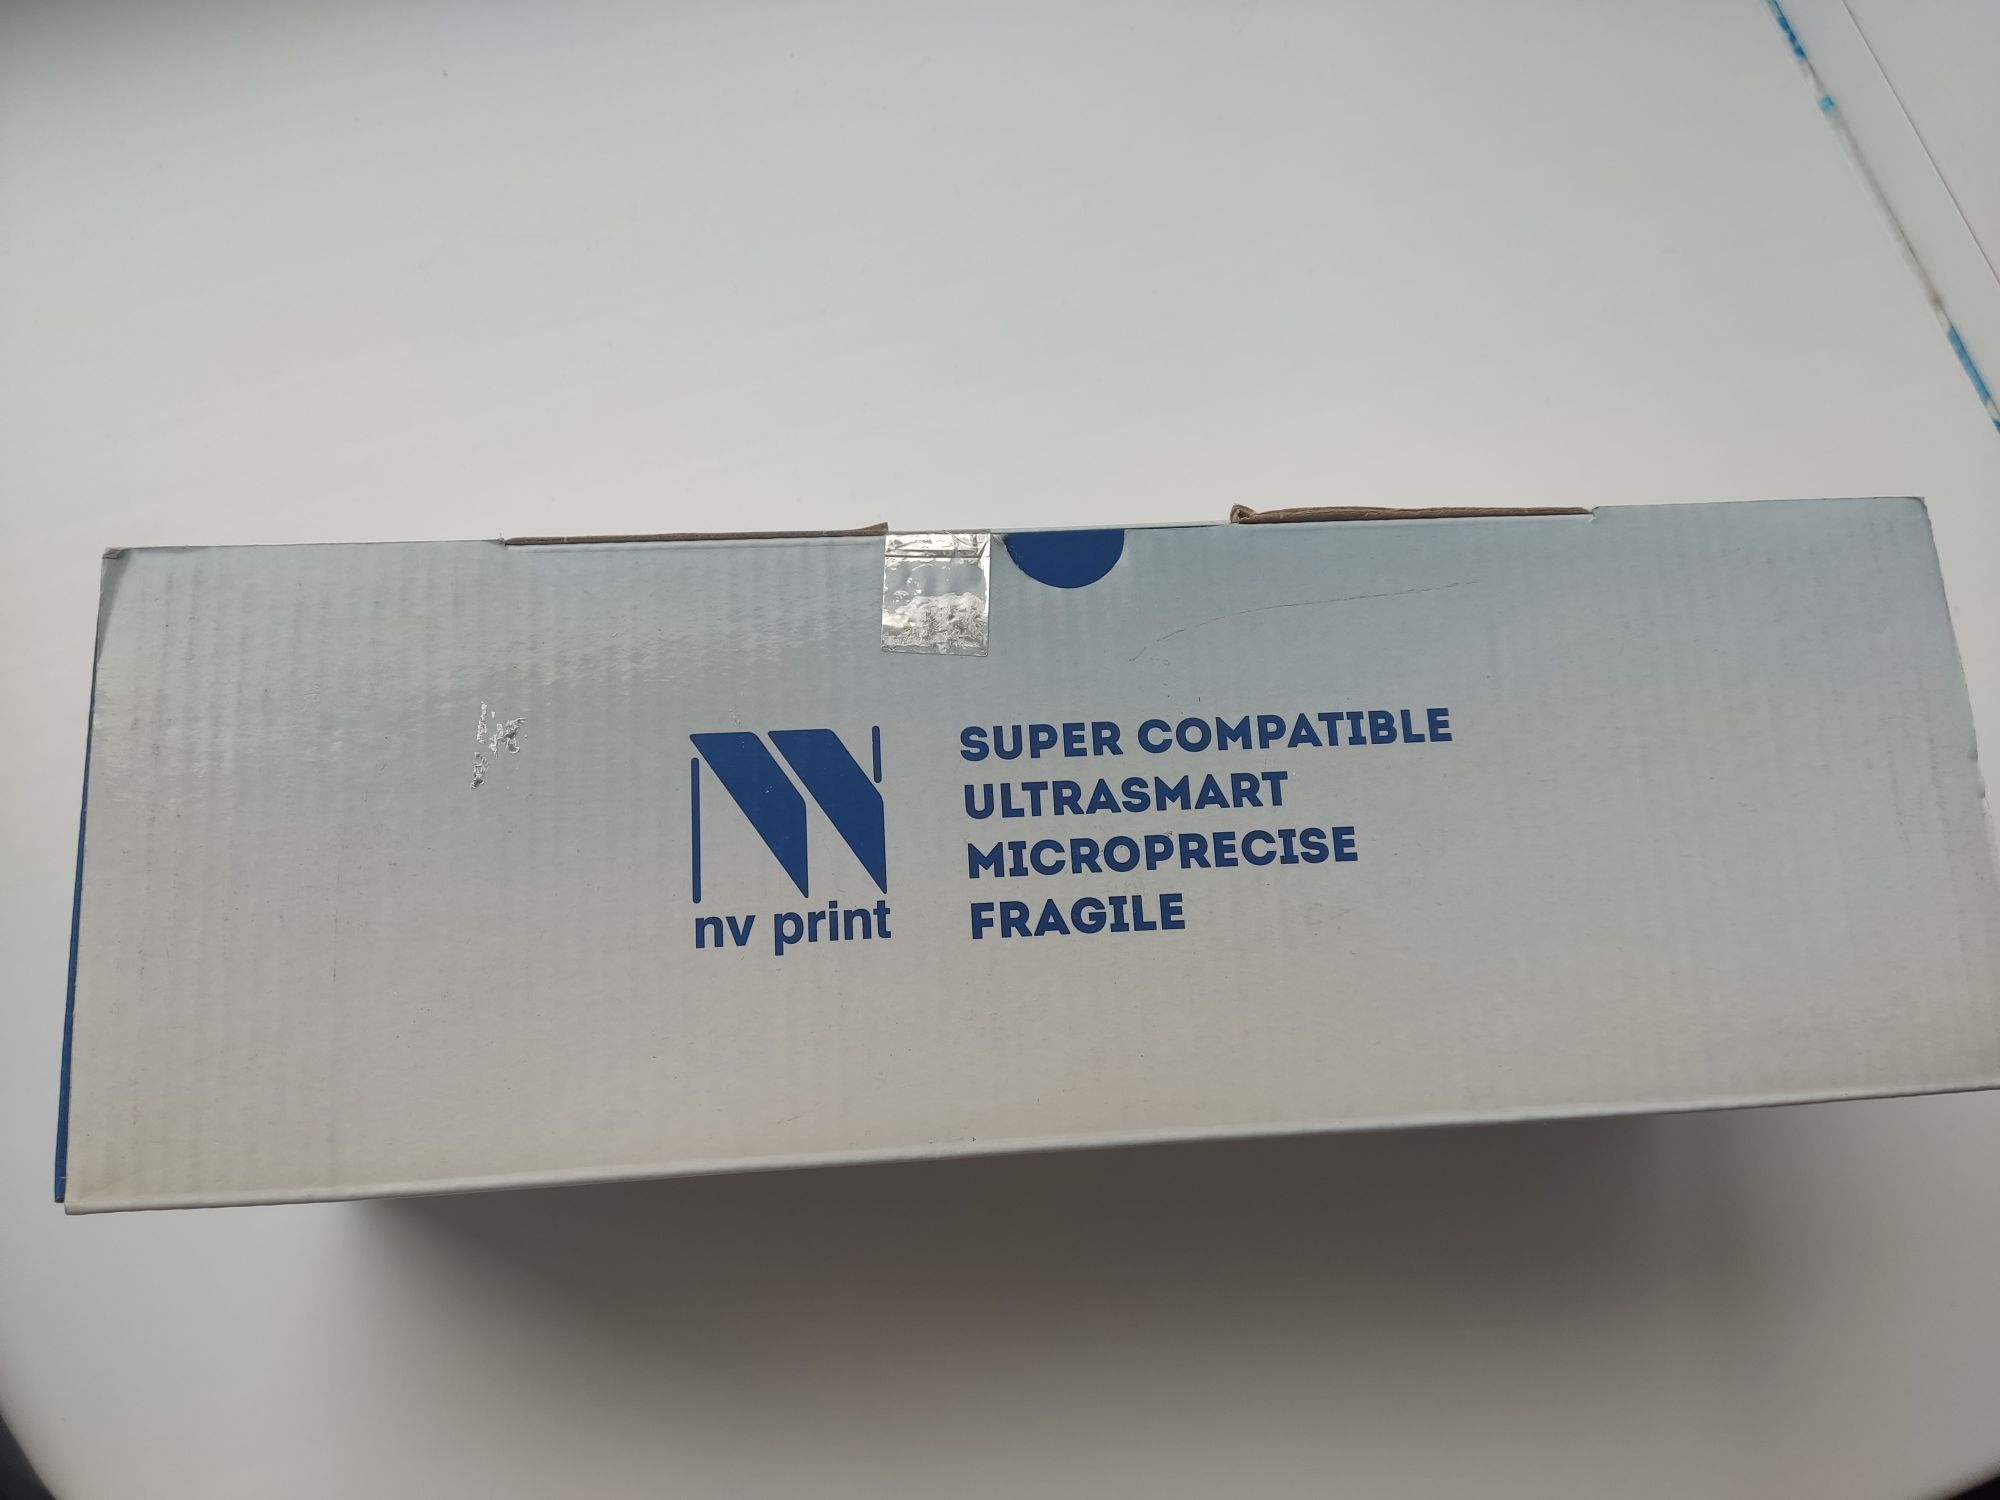 nv print
SUPER COMPATIBLE
ULTRASMART
MICROPRECISE
FRAGILE